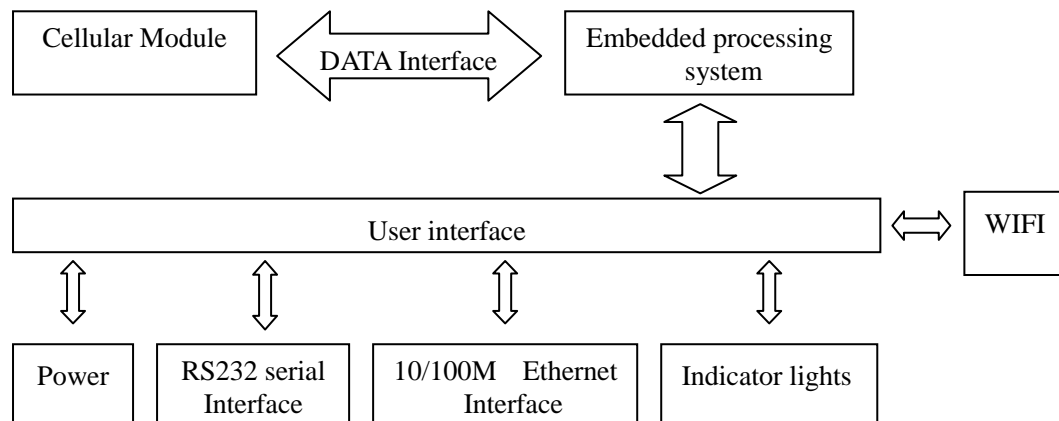 Cellular Module
DATA Interface
Embedded processing
system
User interface
WIFI
Power
RS232 serial
Interface
10/100M Ethernet
Interface
Indicator lights